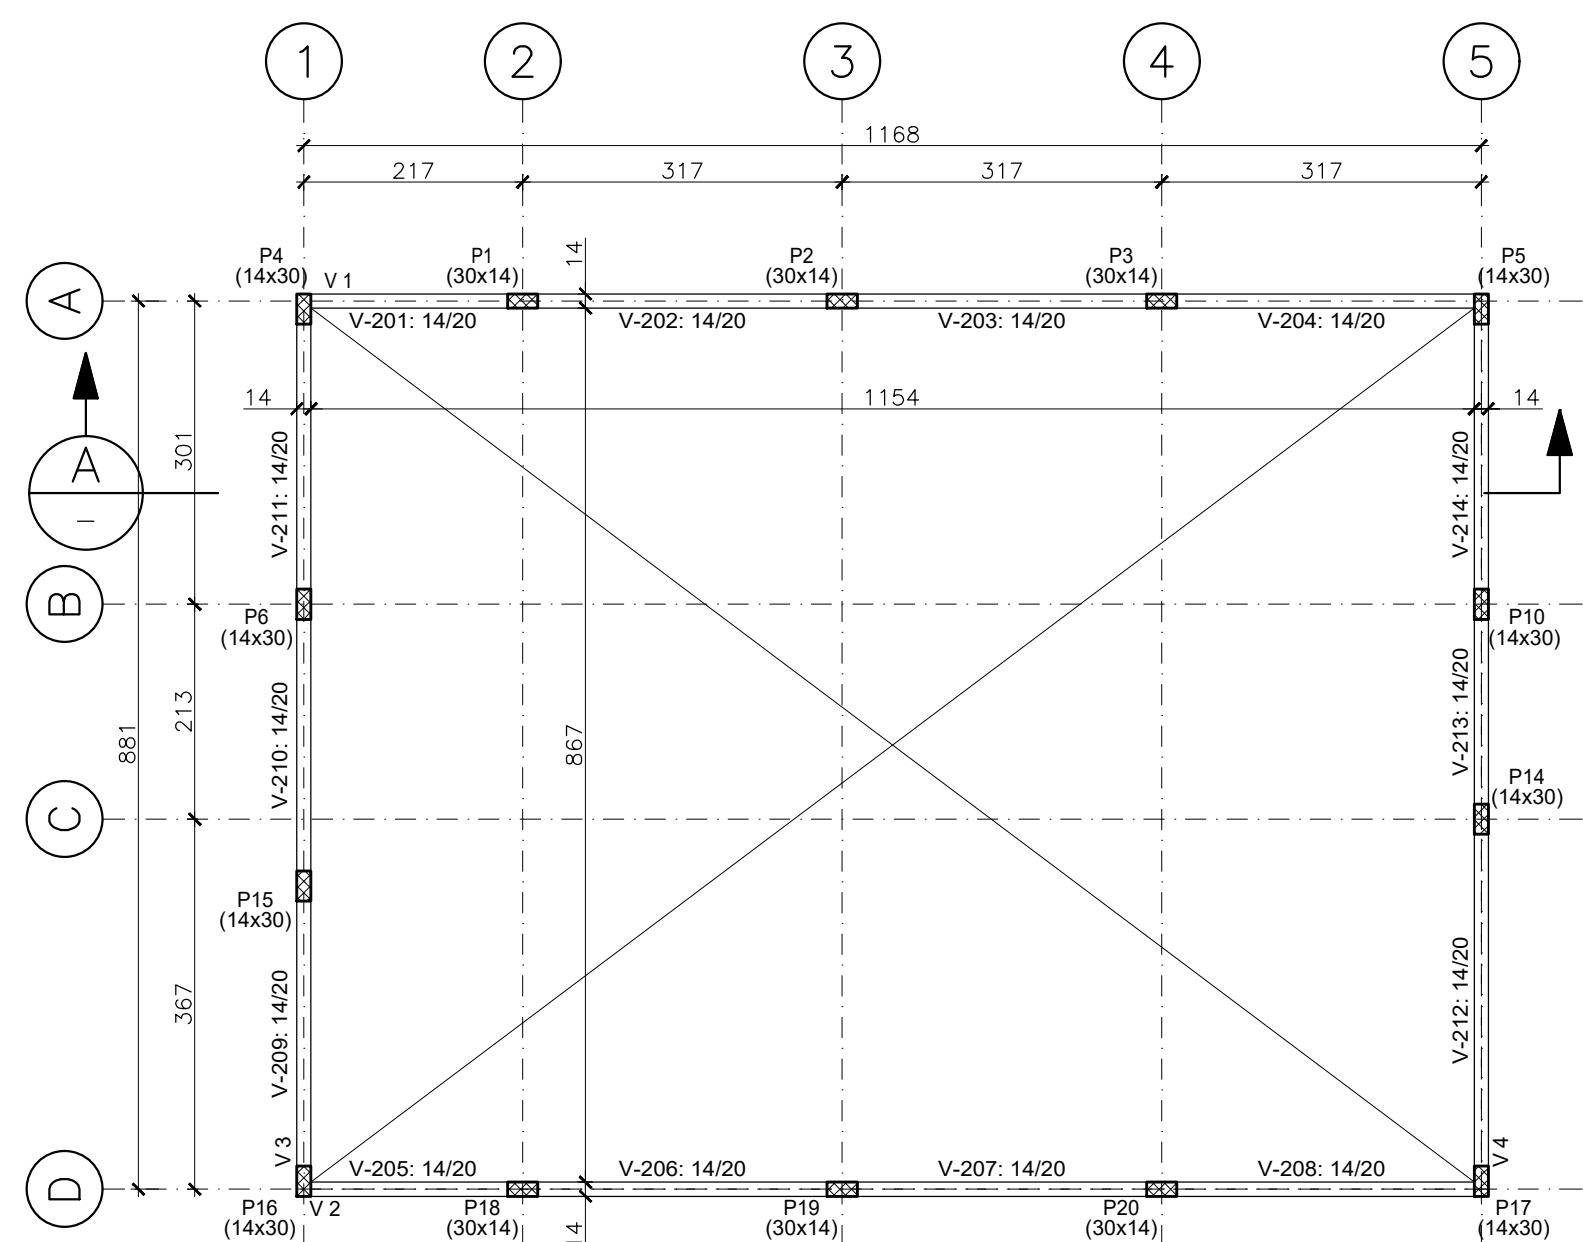 1 2 3 4 5
1168
217 317 317 317
P4
(14x30)
V 1
P1
(30x14)
14
P2
(30x14)
P3
(30x14)
P5
(14x30)
A
V-201: 14/20
V-202: 14/20
V-203: 14/20
V-204: 14/20
14
1154
14
301
V-211: 14/20
V-214: 14/20
A
–
B
P6
(14x30)
P10
(14x30)
213
V-210: 14/20
V-213: 14/20
881
867
P14
(14x30)
C
P15
(14x30)
367
V-209: 14/20
V-212: 14/20
V 3
V 4
V-205: 14/20
V-206: 14/20
V-207: 14/20
V-208: 14/20
D
P16
(14x30)
V 2
P18
(30x14)
14
P19
(30x14)
P20
(30x14)
P17
(14x30)